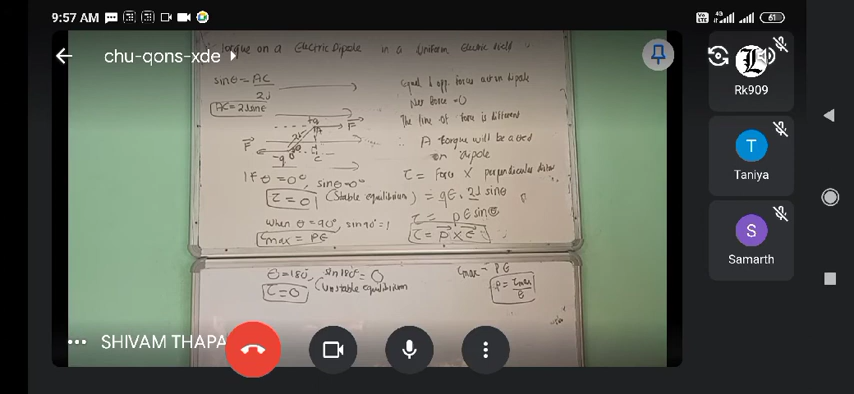 9:57 AM
4G
61
chu-qons-xde
Torque on a Electric Dipole in a Uniform Electric field
sinθ = AC/2l
AC = 2lsinθ
+q
A
F
F
2l
-q
θ
C
If θ=0°, sin0=0°
τ=0 (Stable equilibrium)
when θ=90°, sin90°=1
τmax = PE
Equal & opp. forces act on dipole
Net Force = 0
The line of force is different
∴ A torque will be acted
on dipole
τ = Force X perpendicular
= qE. 2l sinθ
τ = PE sinθ
τ = P X E
θ=180°, sin180° = 0
τ=0 (Unstable equilibrium
τmax = PE
P = τmax/E
SHIVAM THAPA
Rk909
T
Taniya
S
Samarth